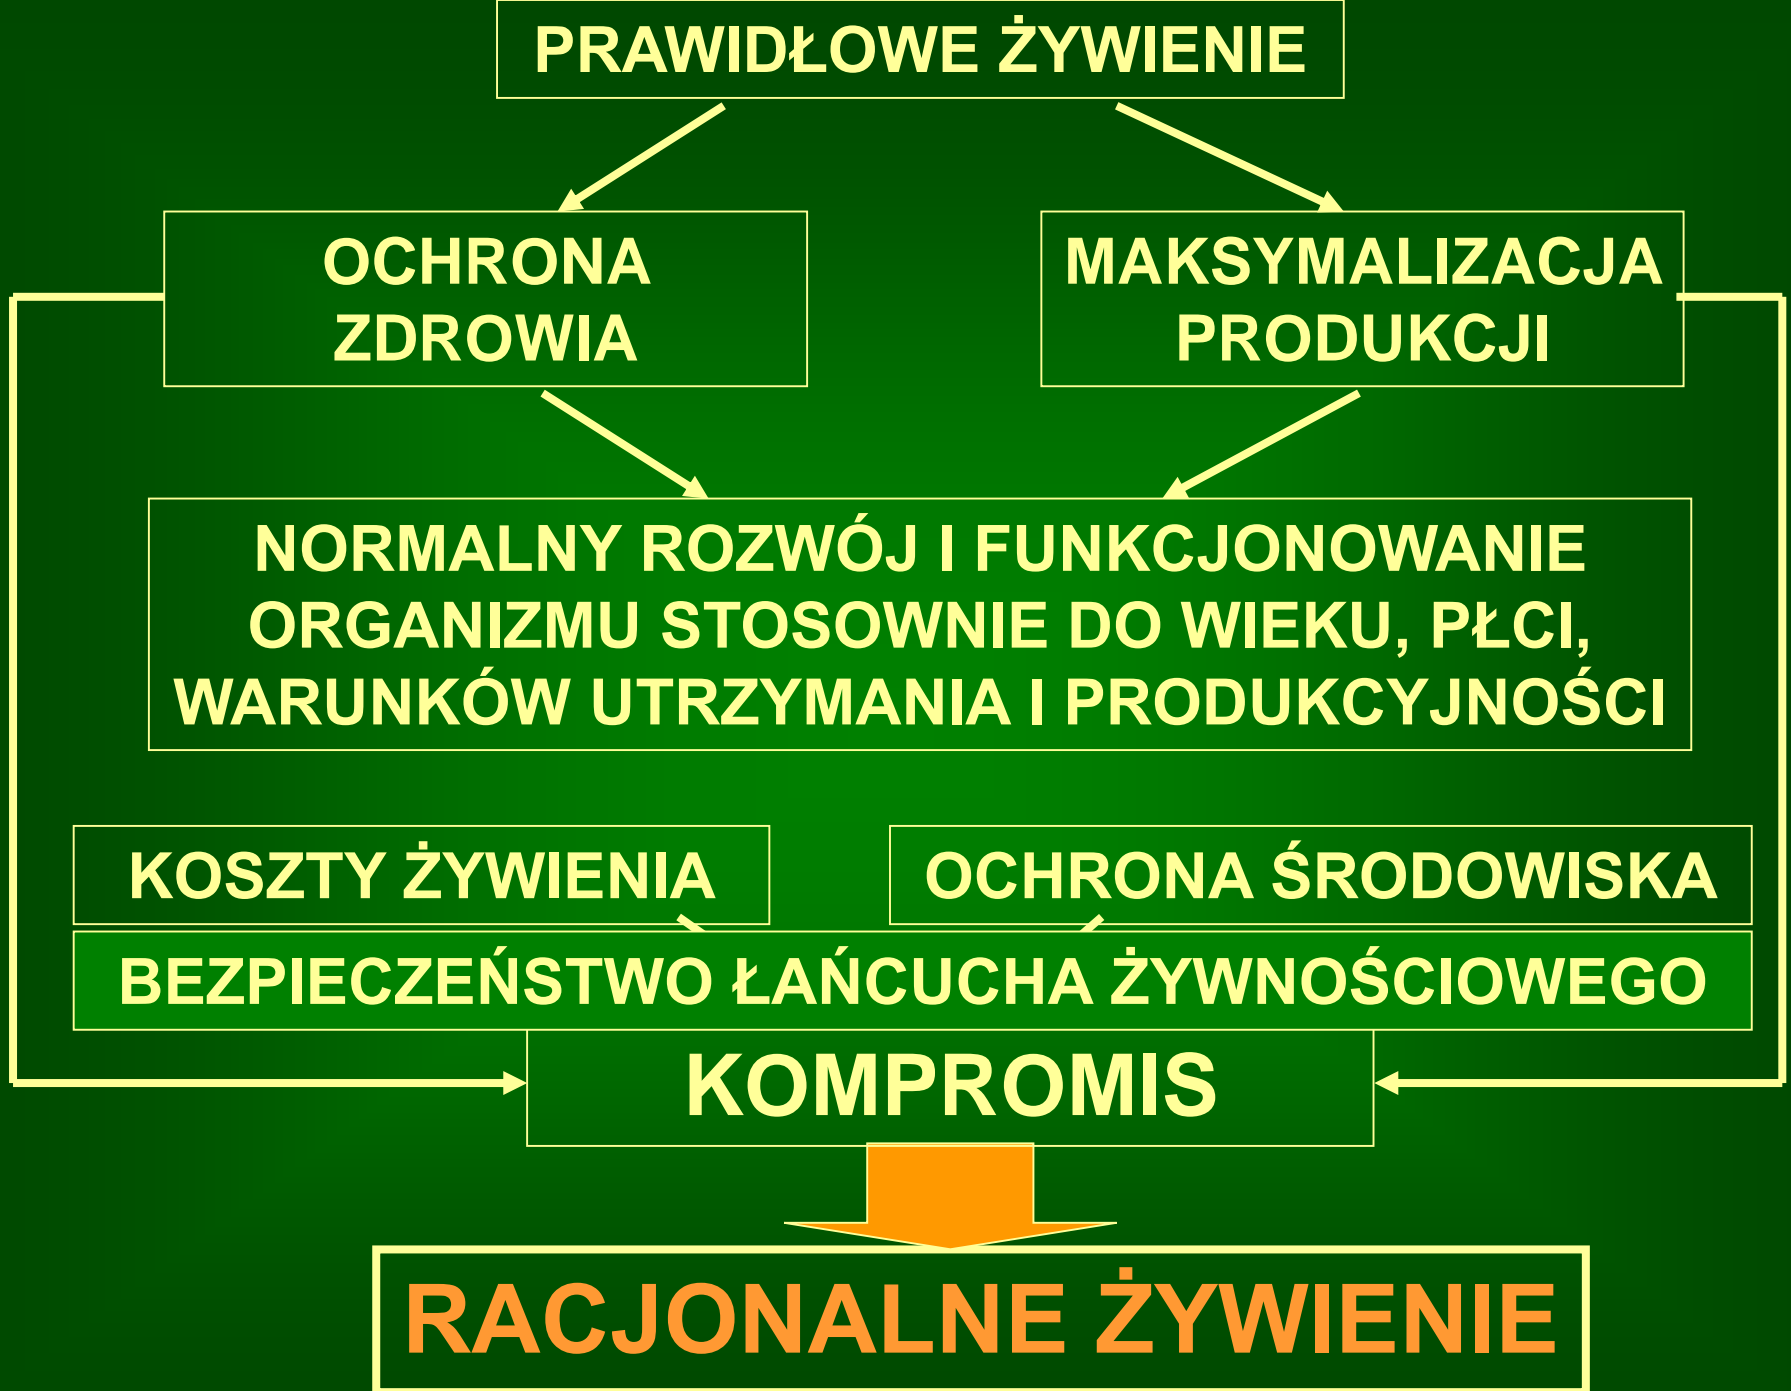 PRAWIDŁOWE ŻYWIENIE
OCHRONA
ZDROWIA
MAKSYMALIZACJA
PRODUKCJI
NORMALNY ROZWÓJ I FUNKCJONOWANIE
ORGANIZMU STOSOWNIE DO WIEKU, PŁCI,
WARUNKÓW UTRZYMANIA I PRODUKCYJNOŚCI
KOSZTY ŻYWIENIA
OCHRONA ŚRODOWISKA
BEZPIECZEŃSTWO ŁAŃCUCHA ŻYWNOŚCIOWEGO
KOMPROMIS
RACJONALNE ŻYWIENIE